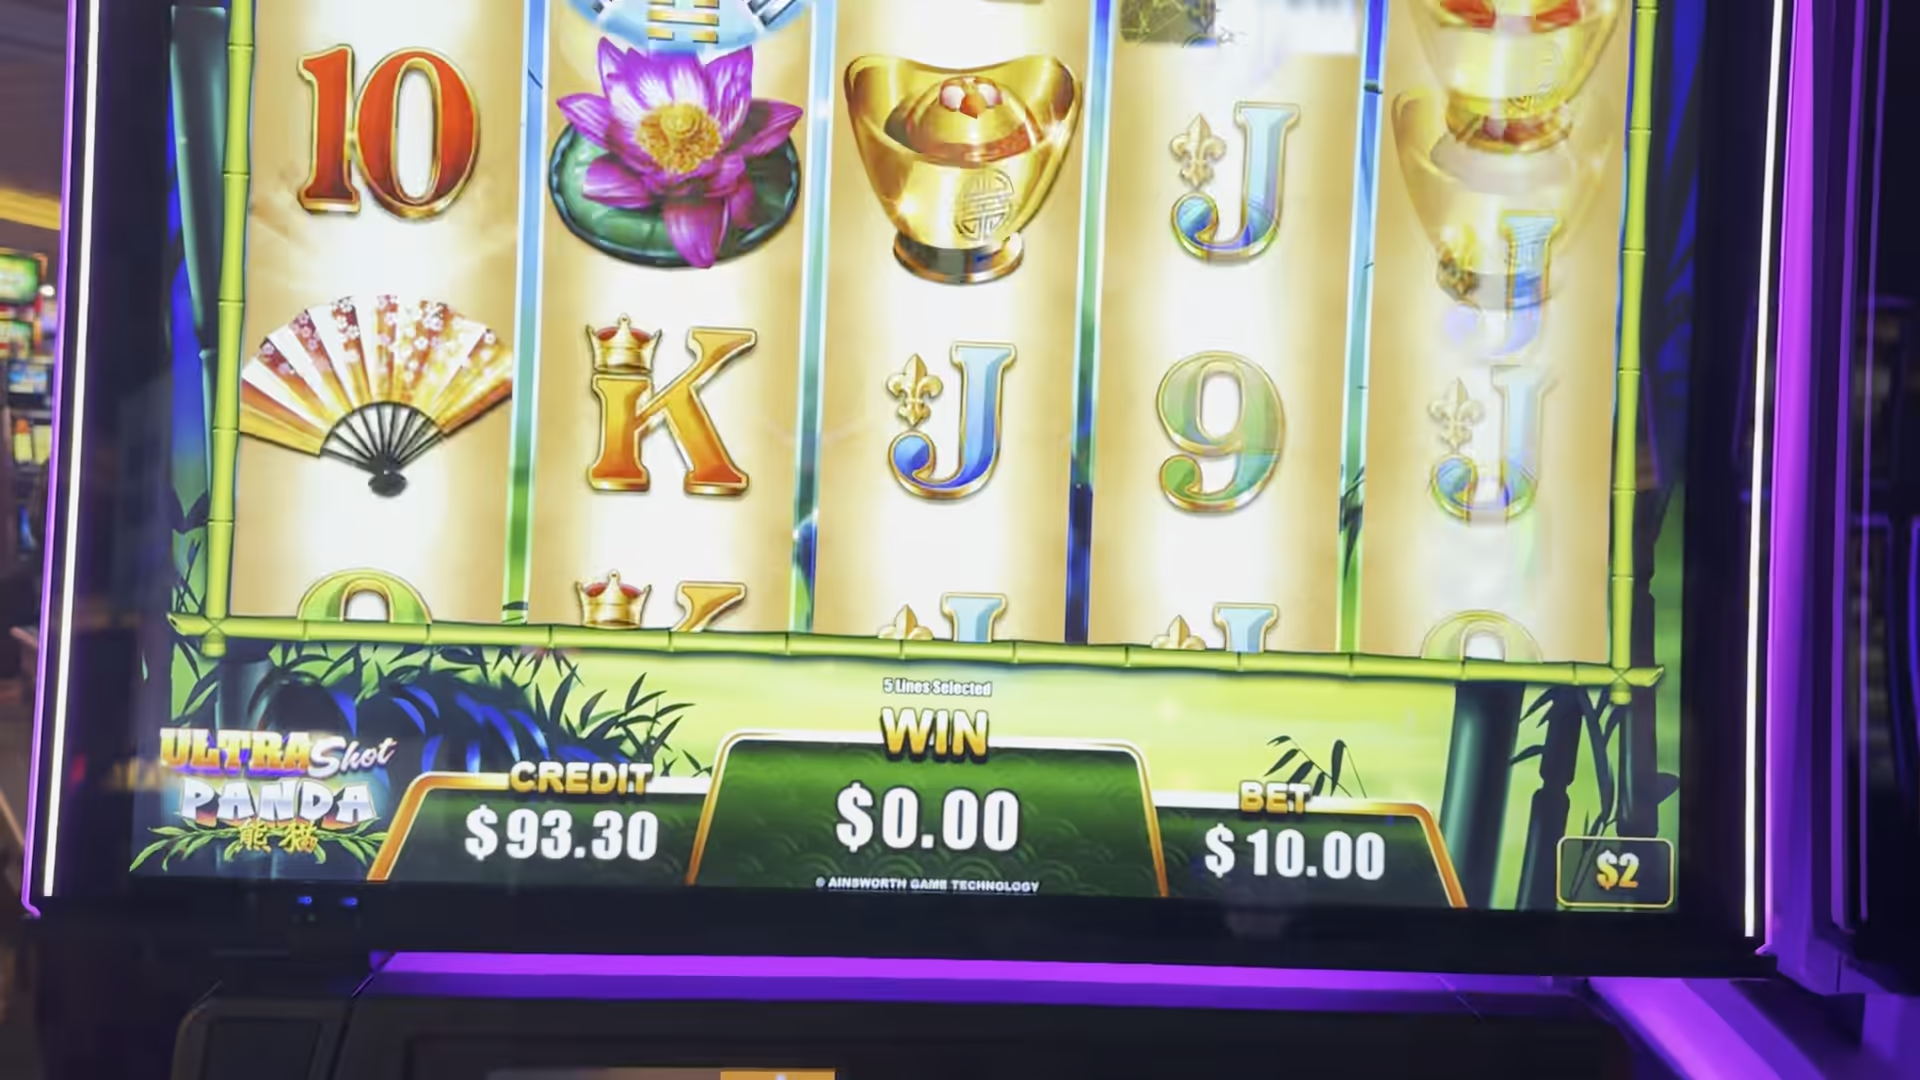 10
J
J
K
J
9
J
K
J
J
5 Lines Selected
WIN
ULTRA Shot
PANDA
熊猫
CREDIT
$93.30
$0.00
BET
$10.00
$2
© AINSWORTH GAME TECHNOLOGY